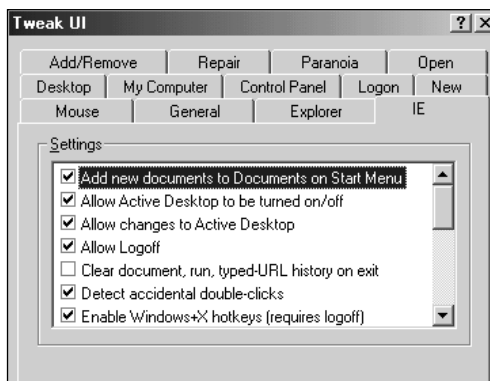 Tweak UI
Add/Remove Repair Paranoia Open
Desktop My Computer Control Panel Logon New
Mouse General Explorer IE
Settings
Add new documents to Documents on Start Menu
Allow Active Desktop to be turned on/off
Allow changes to Active Desktop
Allow Logoff
Clear document, run, typed-URL history on exit
Detect accidental double-clicks
Enable Windows+X hotkeys (requires logoff)